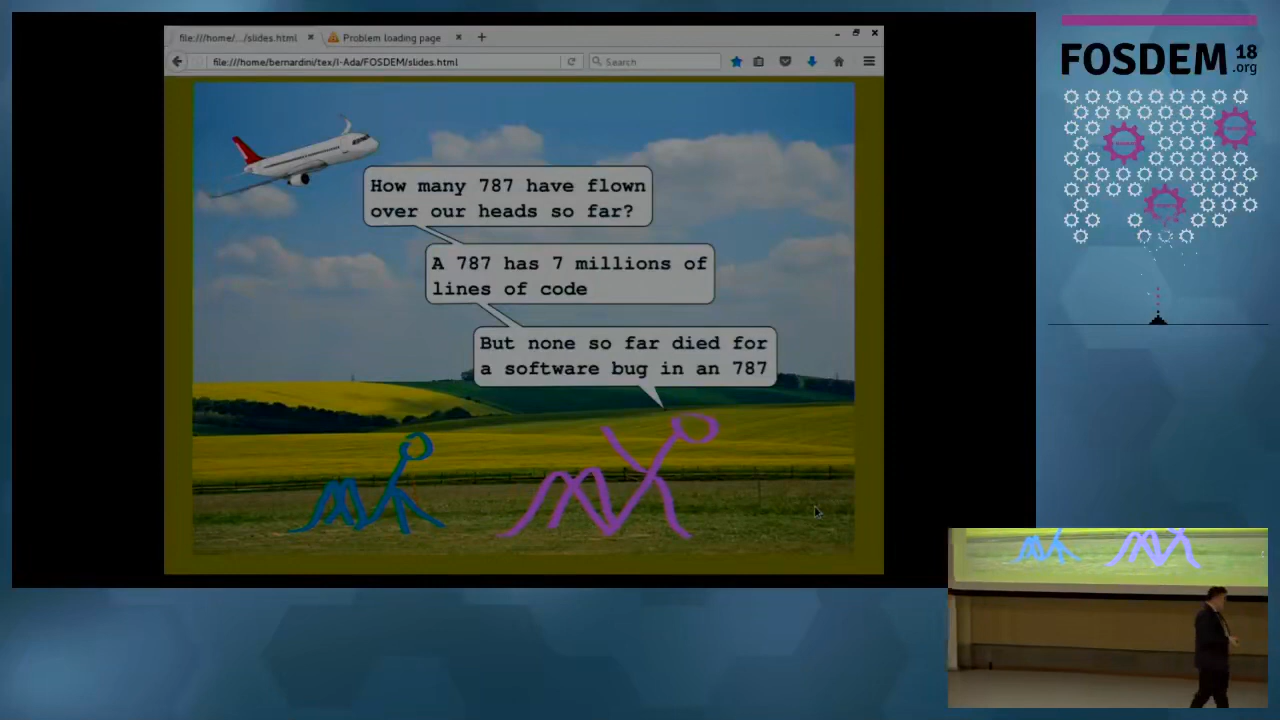 file:///home/.../slides.html
Problem loading page
file:///home/bernardini/tex/I-Ada/FOSDEM/slides.html
Search
How many 787 have flown
over our heads so far?
A 787 has 7 millions of
lines of code
But none so far died for
a software bug in an 787
FOSDEM 18
.org